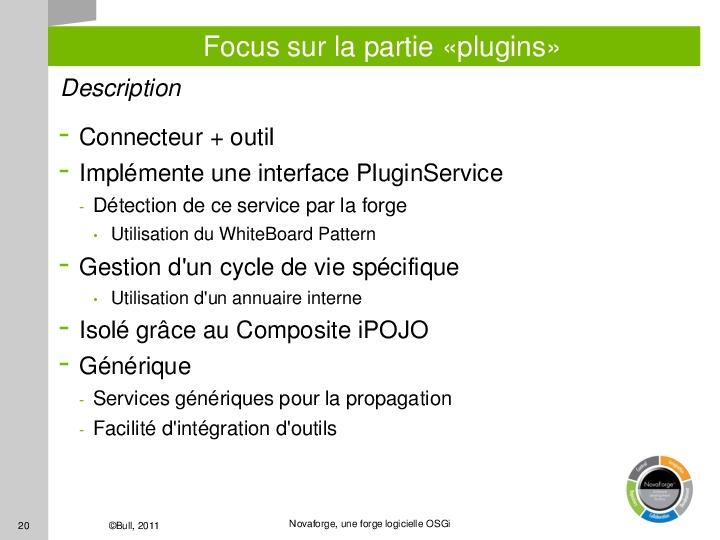 Focus sur la partie «plugins»
Description
- Connecteur + outil
- Implémente une interface PluginService
- Détection de ce service par la forge
• Utilisation du WhiteBoard Pattern
- Gestion d'un cycle de vie spécifique
• Utilisation d'un annuaire interne
- Isolé grâce au Composite iPOJO
- Générique
- Services génériques pour la propagation
- Facilité d'intégration d'outils
NovaForge
20
©Bull, 2011
Novaforge, une forge logicielle OSGi